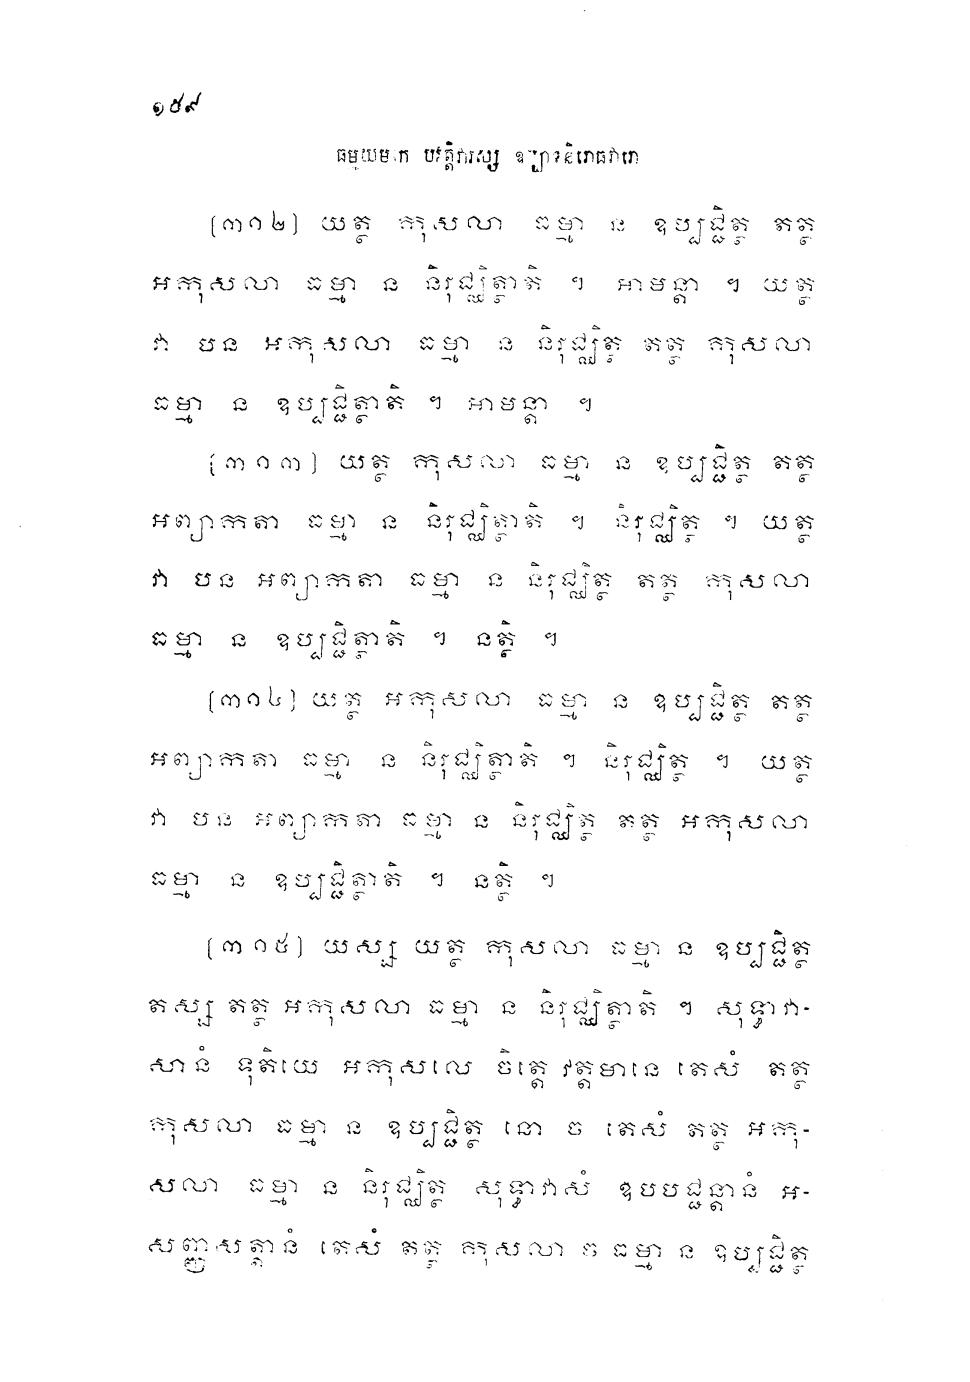 ១៥៩
ធម្មយមកេ បវត្តិវារស្ស ឧប្បាទនិរោធវារោ
(៣១២) យត្ថ កុសលា ធម្មា ន ឧប្បជ្ជិត្ថ តត្ថ
អកុសលា ធម្មា ន និរុជ្ឈិត្ថាតិ ។ អាមន្តា ។ យត្ថ
វា បន អកុសលា ធម្មា ន និរុជ្ឈិត្ថ តត្ថ កុសលា
ធម្មា ន ឧប្បជ្ជិត្ថាតិ ។ អាមន្តា ។
(៣១៣) យត្ថ កុសលា ធម្មា ន ឧប្បជ្ជិត្ថ តត្ថ
អព្យាកតា ធម្មា ន និរុជ្ឈិត្ថាតិ ។ និរុជ្ឈិត្ថ ។ យត្ថ
វា បន អព្យាកតា ធម្មា ន និរុជ្ឈិត្ថ តត្ថ កុសលា
ធម្មា ន ឧប្បជ្ជិត្ថាតិ ។ នត្ថិ ។
(៣១៤) យត្ថ អកុសលា ធម្មា ន ឧប្បជ្ជិត្ថ តត្ថ
អព្យាកតា ធម្មា ន និរុជ្ឈិត្ថាតិ ។ និរុជ្ឈិត្ថ ។ យត្ថ
វា បន អព្យាកតា ធម្មា ន និរុជ្ឈិត្ថ តត្ថ អកុសលា
ធម្មា ន ឧប្បជ្ជិត្ថាតិ ។ នត្ថិ ។
(៣១៥) យស្ស យត្ថ កុសលា ធម្មា ន ឧប្បជ្ជិត្ថ
តស្ស តត្ថ អកុសលា ធម្មា ន និរុជ្ឈិត្ថាតិ ។ សុទ្ធាវា-
សានំ ទុតិយេ អកុសលេ ចិត្តេ វត្តមានេ តេសំ តត្ថ
កុសលា ធម្មា ន ឧប្បជ្ជិត្ថ នោ ច តេសំ តត្ថ អកុ-
សលា ធម្មា ន និរុជ្ឈិត្ថ សុទ្ធាវាសំ ឧបបជ្ជន្តានំ អ-
សញ្ញសត្តានំ តេសំ តត្ថ កុសលា ច ធម្មា ន ឧប្បជ្ជិត្ថ